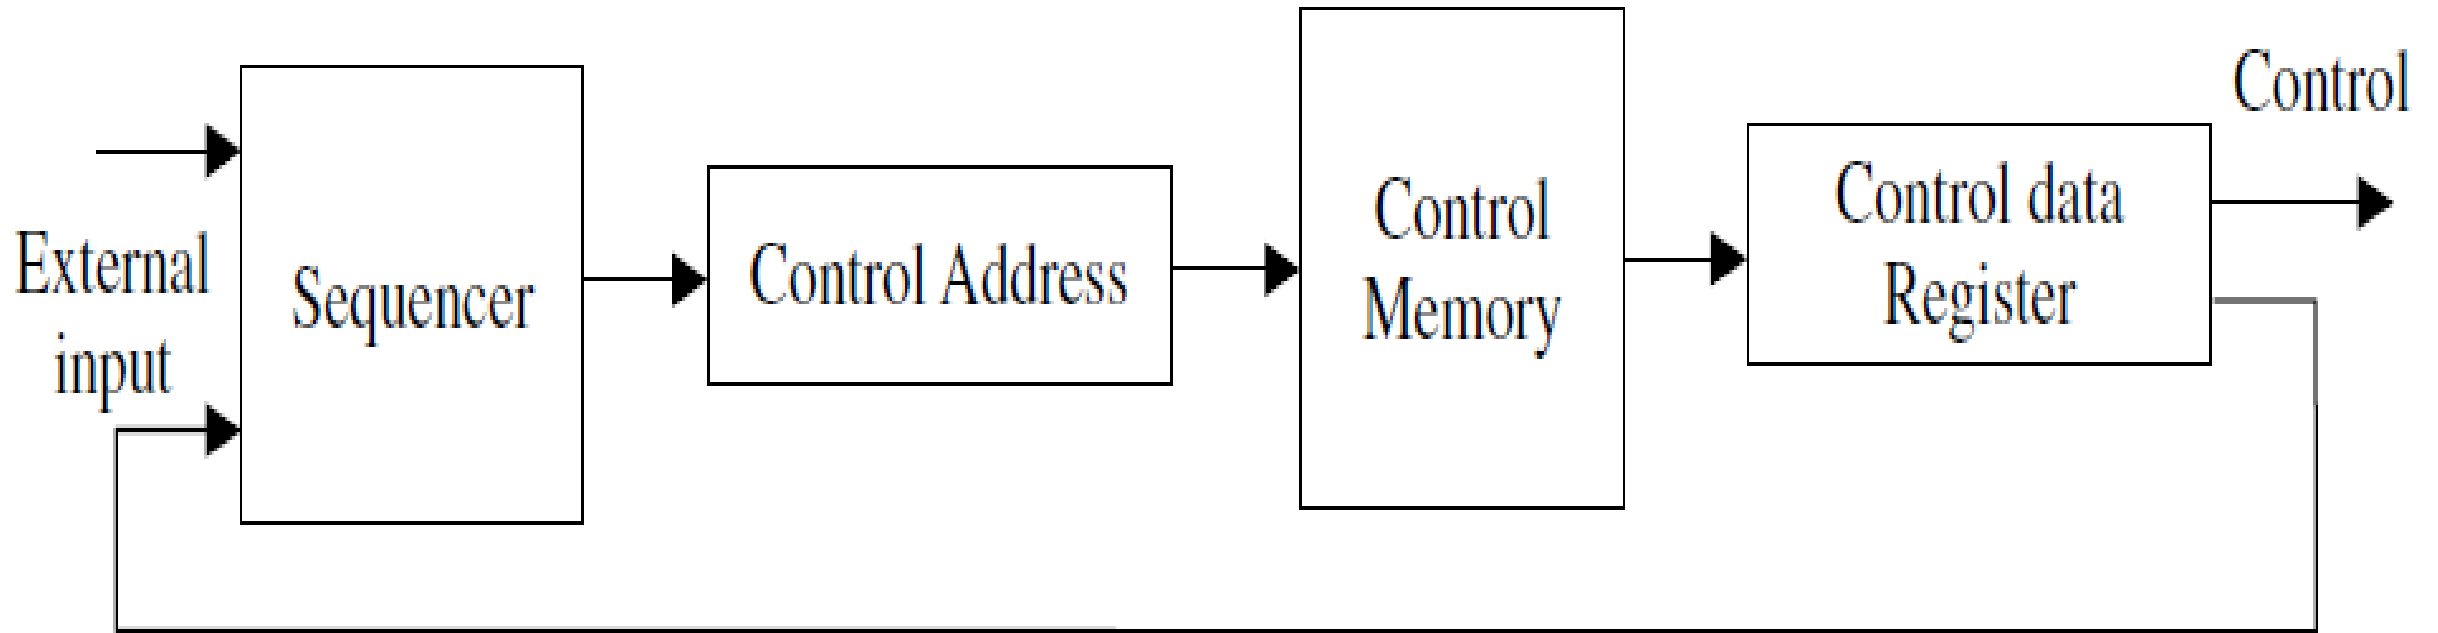 External
input
Sequencer
Control Address
Control
Memory
Control data
Register
Control